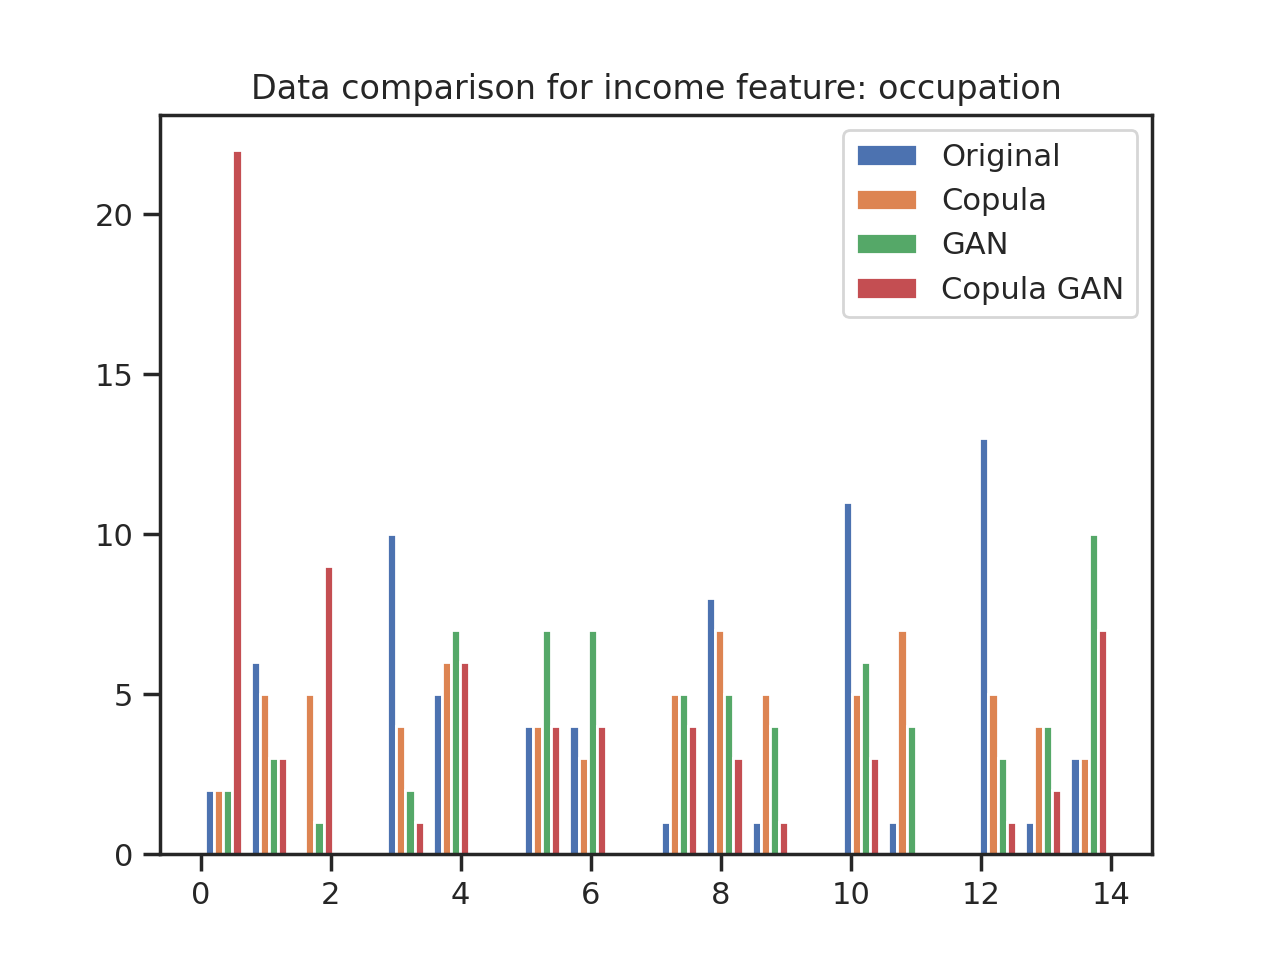 Data comparison for income feature: occupation
Original
Copula
GAN
Copula GAN
20
15
10
5
0
0 2 4 6 8 10 12 14